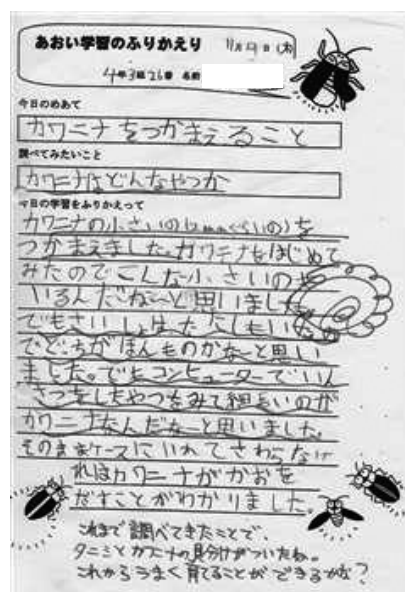 あおい学習のふりかえり
11月9日(木)
4年3組26番 名前
今日のめあて
カワニナをつかまえること
調べてみたいこと
カワニナはどんなやつか
今日の学習をふりかえって
カワニナの小さいの(ぐらいの)を
つかまえました。カワニナをはじめて
みたのでこんな小さいのも
いるんだね〜と思いました
でもさいしょはただしも
でどっちがほんものかな〜と思い
ました。でもコンピューターでいん
さつをしたやつをみて細長いのが
カワニナなんだな〜と思いました。
そのままケースにいれてさわらなけ
ればカワニナがかおを
だすことがわかりました。
これまで調べてきたことで、
タニシとカワニナの見分けがついたね。
これからうまく育てることができるかな?